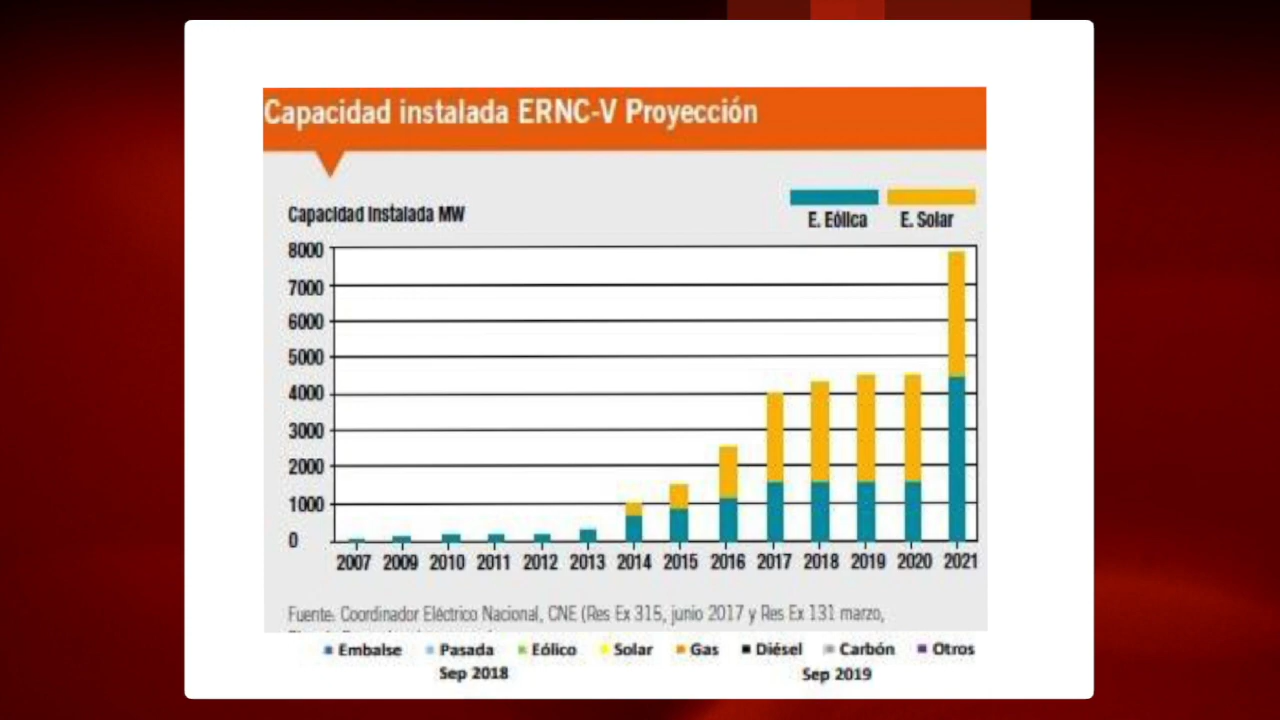 Capacidad instalada ERNC-V Proyección
Capacidad Instalada MW
E. Eólica E. Solar
8000
7000
6000
5000
4000
3000
2000
1000
0
2007 2009 2010 2011 2012 2013 2014 2015 2016 2017 2018 2019 2020 2021
Fuente: Coordinador Eléctrico Nacional, CNE (Res Ex 315, junio 2017 y Res Ex 131 marzo,
Embalse Pasada Eólico Solar Gas Diésel Carbón Otros
Sep 2018 Sep 2019